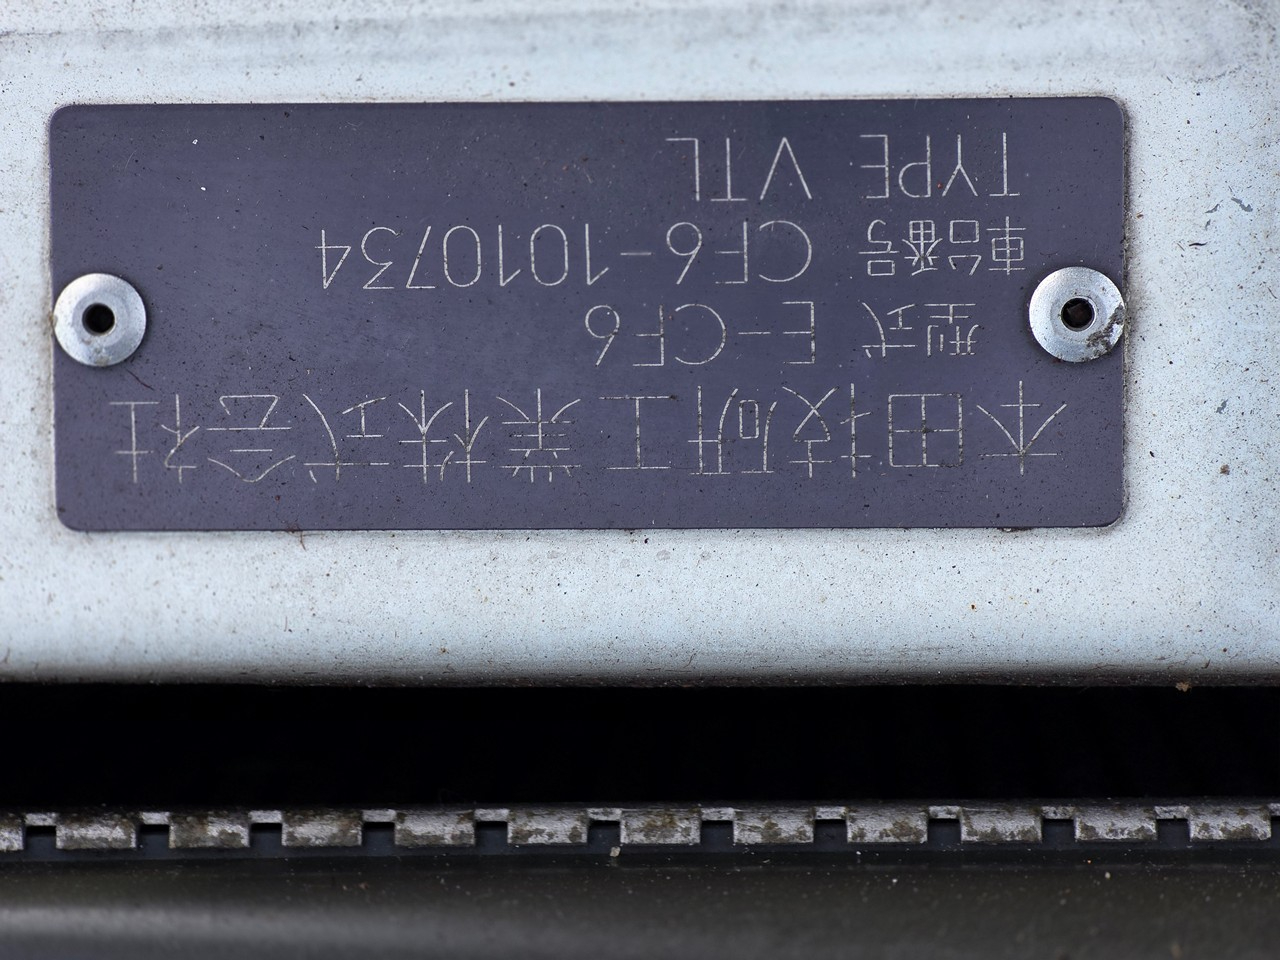 本田技研工業株式会社
型式 E-CF6
車台番号 CF6-1010734
TYPE VTL